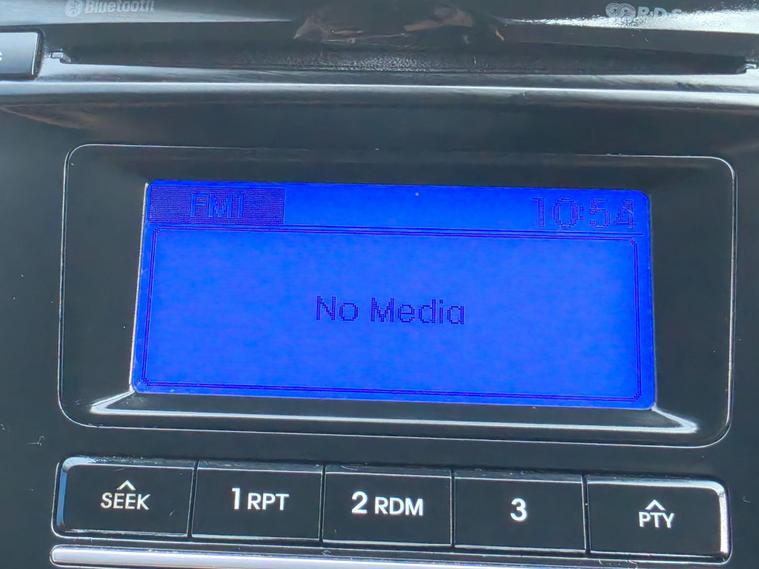 Bluetooth
R·D·S
FM1 10:54
No Media
SEEK
1 RPT
2 RDM
3
PTY